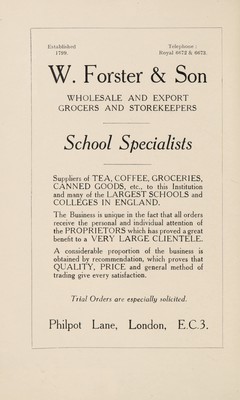 Established
1799.
Telephone:
Royal 6672 & 6673.
W. Forster & Son
WHOLESALE AND EXPORT
GROCERS AND STOREKEEPERS
School Specialists
Suppliers of TEA, COFFEE, GROCERIES,
CANNED GOODS, etc., to this Institution
and many of the LARGEST SCHOOLS and
COLLEGES IN ENGLAND.
The Business is unique in the fact that all orders
receive the personal and individual attention of
the PROPRIETORS which has proved a great
benefit to a VERY LARGE CLIENTELE.
A considerable proportion of the business is
obtained by recommendation, which proves that
QUALITY, PRICE and general method of
trading give every satisfaction.
Trial Orders are especially solicited.
Philpot Lane, London, E.C.3.